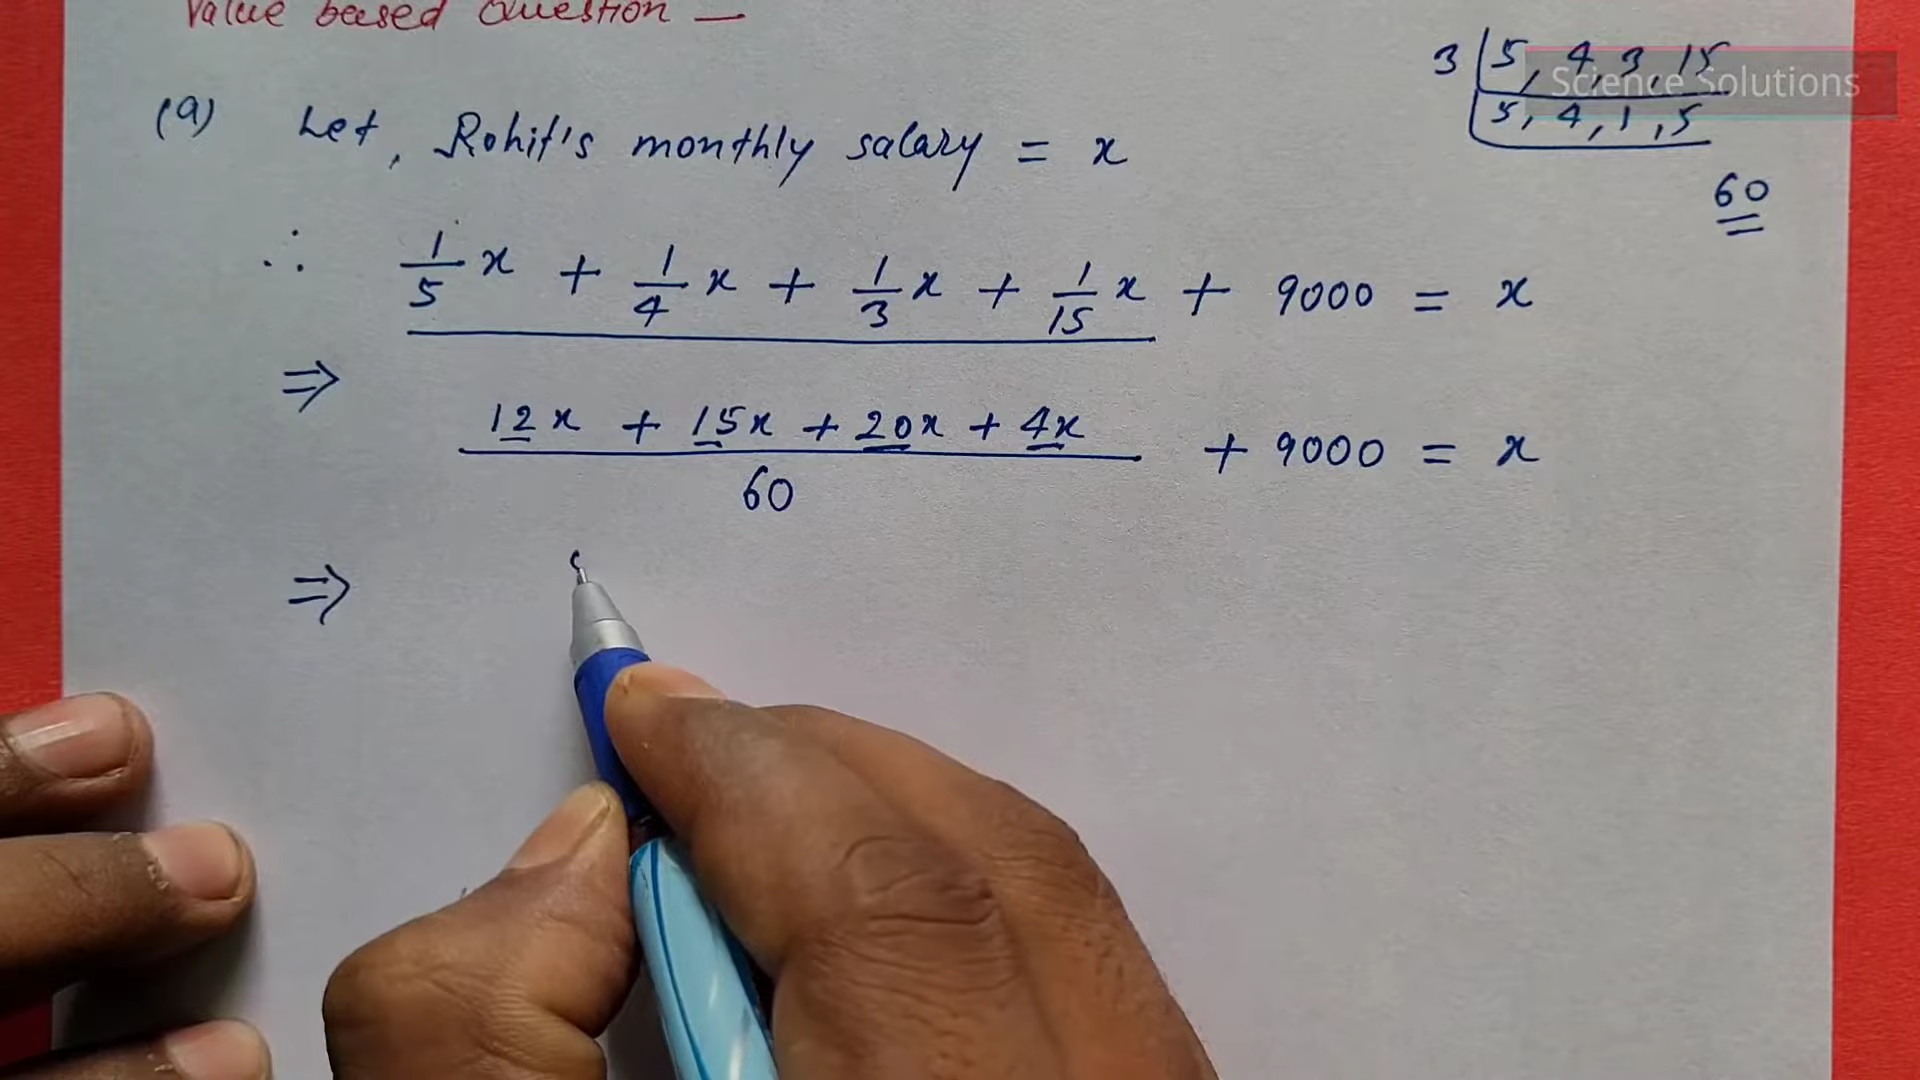 Value based Question —
3 | 5, 4, 3, 15
5, 4, 1, 5
60
Science Solutions
(a) Let, Rohit's monthly salary = x
∴ 1/5 x + 1/4 x + 1/3 x + 1/15 x + 9000 = x
⇒ 12x + 15x + 20x + 4x / 60 + 9000 = x
⇒